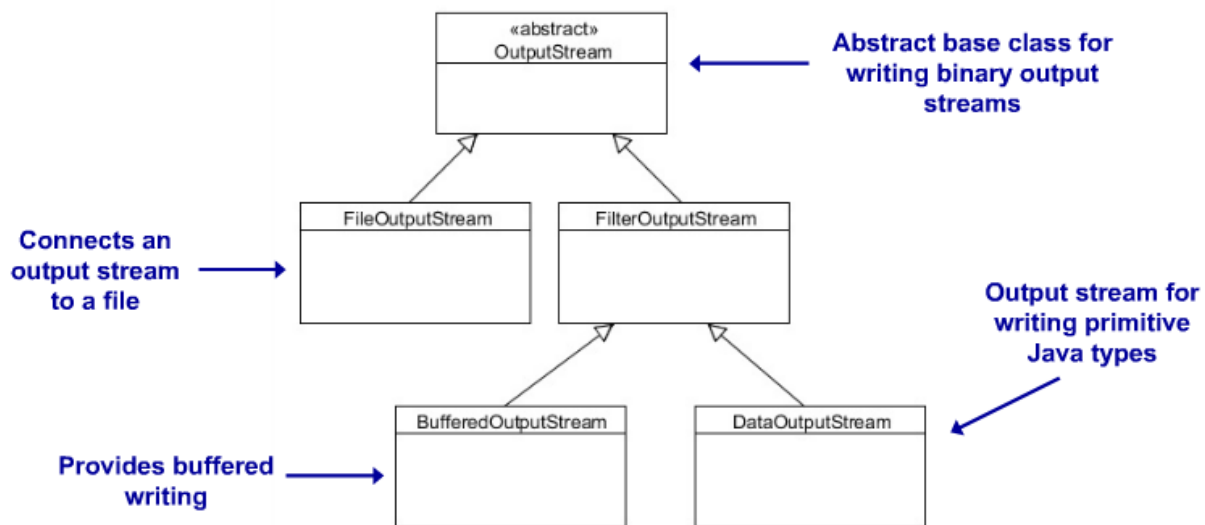 «abstract»
OutputStream
Abstract base class for
writing binary output
streams
FileOutputStream
FilterOutputStream
Connects an
output stream
to a file
Output stream for
writing primitive
Java types
BufferedOutputStream
DataOutputStream
Provides buffered
writing